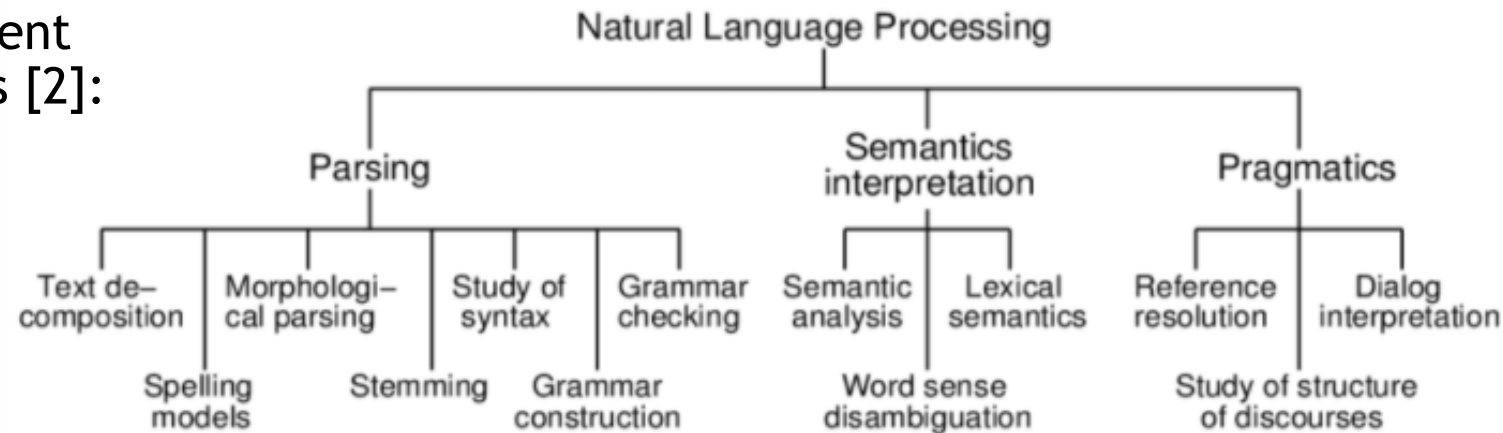 ent
s [2]:
Natural Language Processing
Parsing
Semantics
interpretation
Pragmatics
Text de–
composition
Morphologi–
cal parsing
Study of
syntax
Grammar
checking
Semantic
analysis
Lexical
semantics
Reference
resolution
Dialog
interpretation
Spelling
models
Stemming
Grammar
construction
Word sense
disambiguation
Study of structure
of discourses